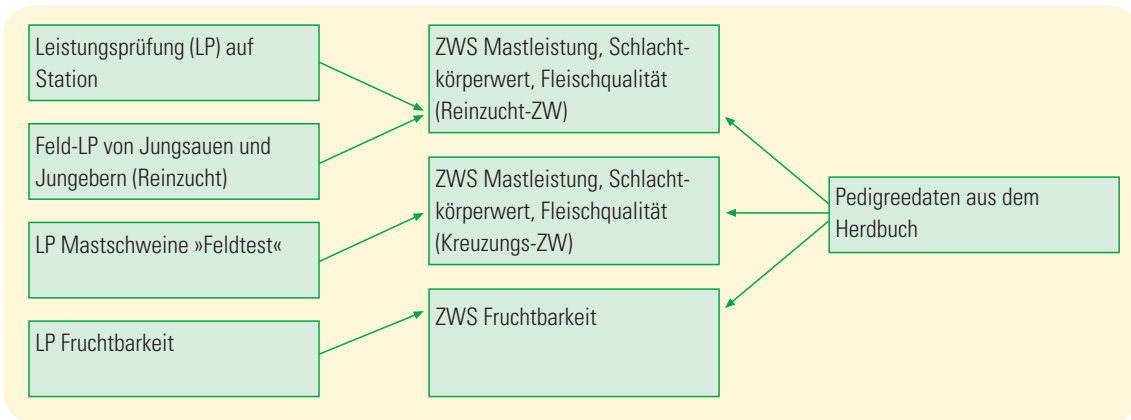 Leistungsprüfung (LP) auf
Station
Feld-LP von Jungsauen und
Jungebern (Reinzucht)
LP Mastschweine »Feldtest«
LP Fruchtbarkeit
ZWS Mastleistung, Schlacht-
körperwert, Fleischqualität
(Reinzucht-ZW)
ZWS Mastleistung, Schlacht-
körperwert, Fleischqualität
(Kreuzungs-ZW)
ZWS Fruchtbarkeit
Pedigreedaten aus dem
Herdbuch